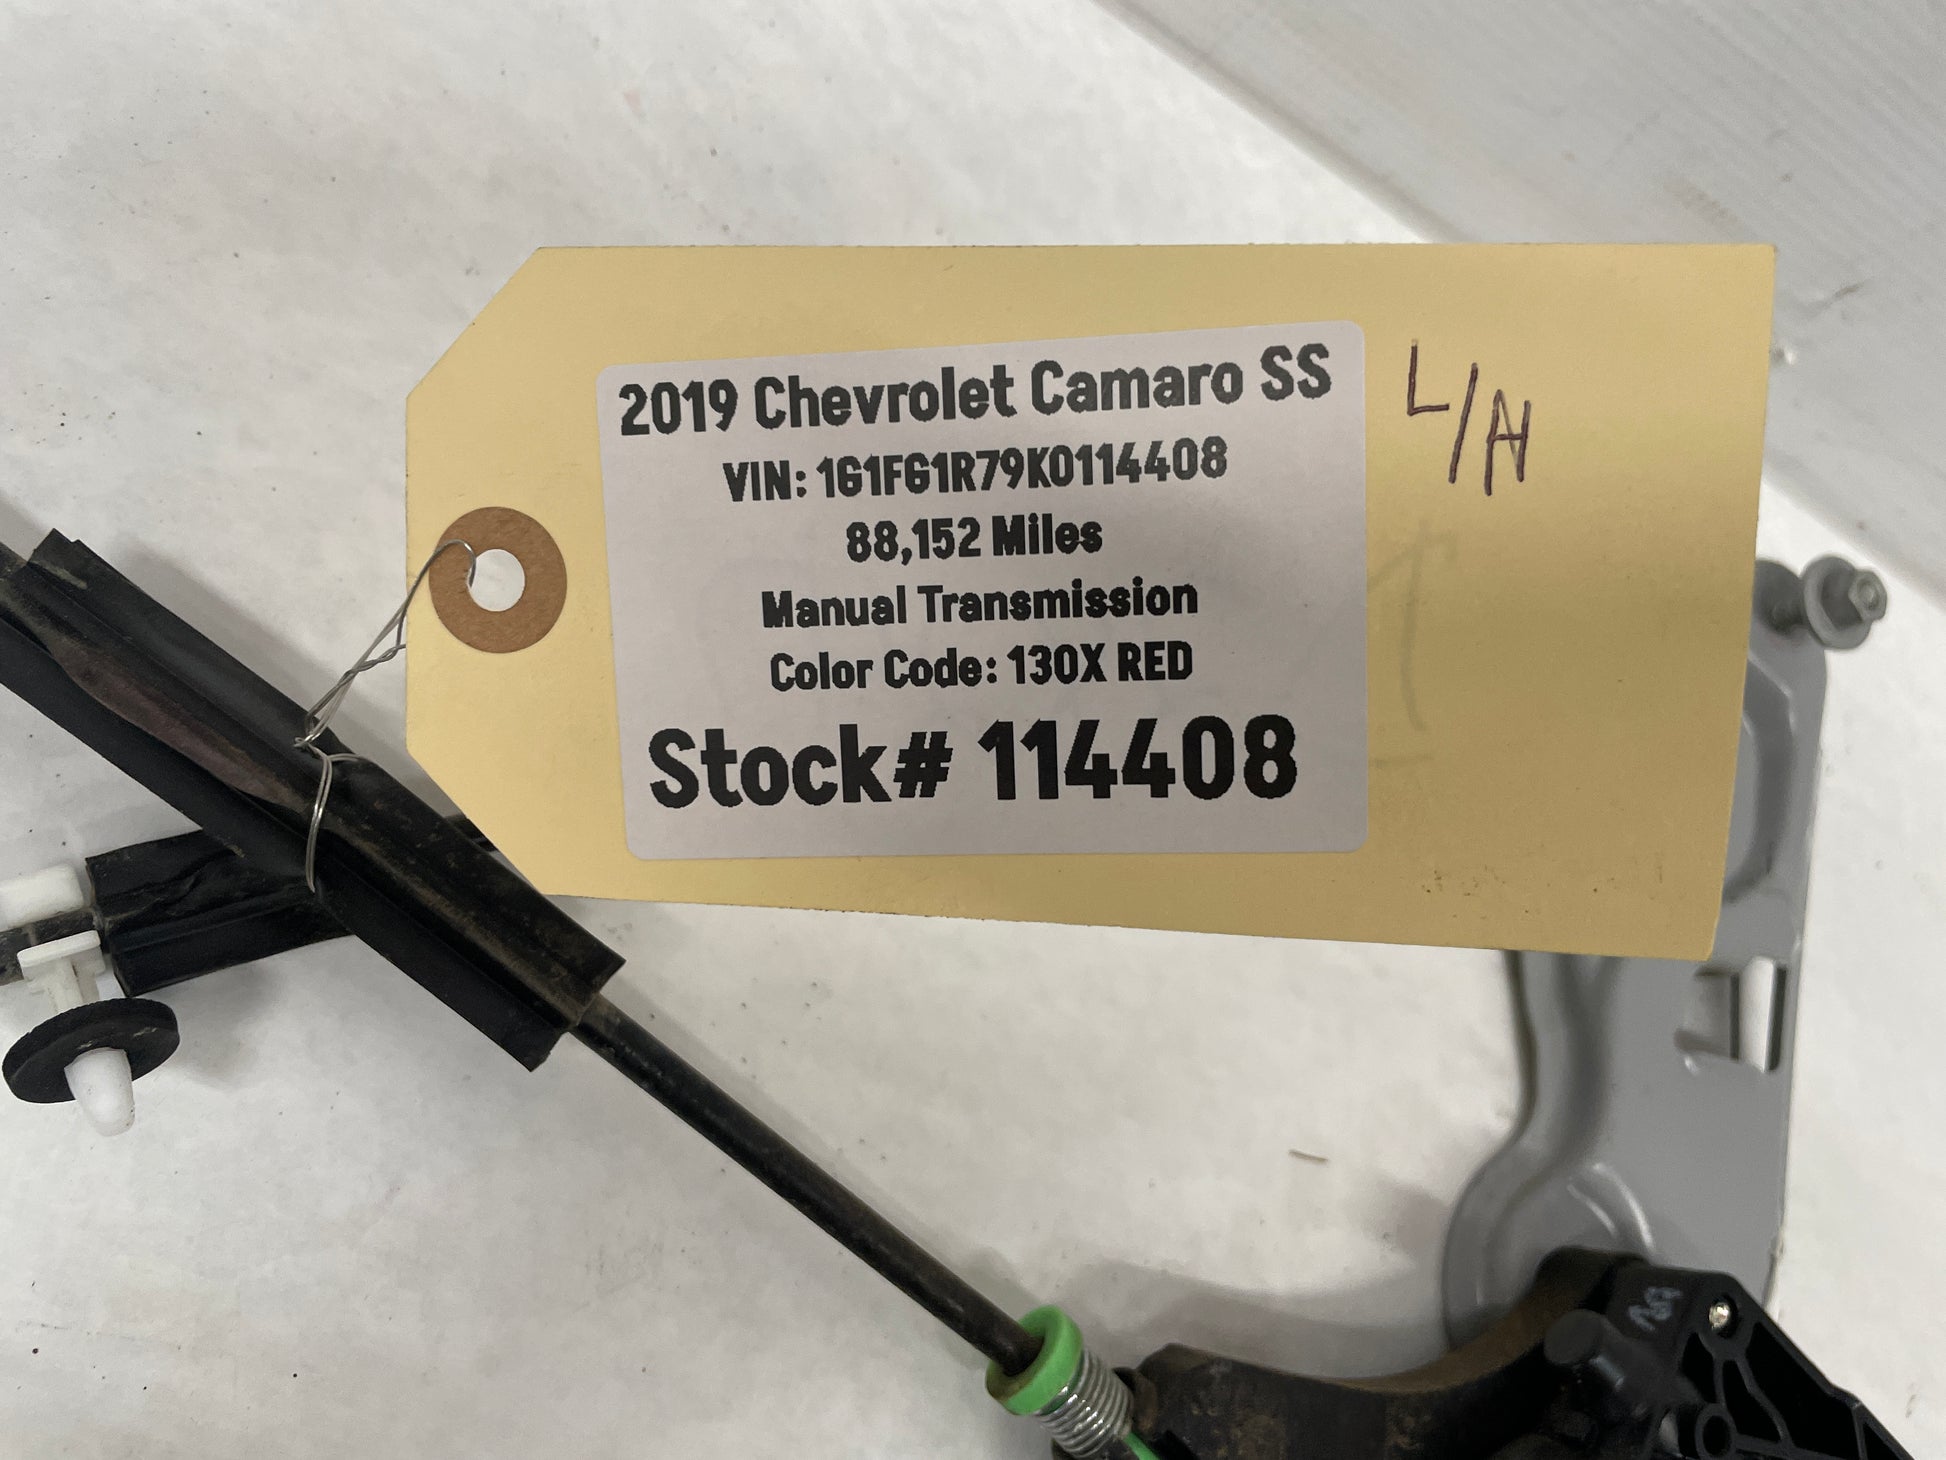 2019 Chevrolet Camaro SS
L/H
VIN: 1G1FG1R79K0114408
88,152 Miles
Manual Transmission
Color Code: 130X RED
Stock# 114408